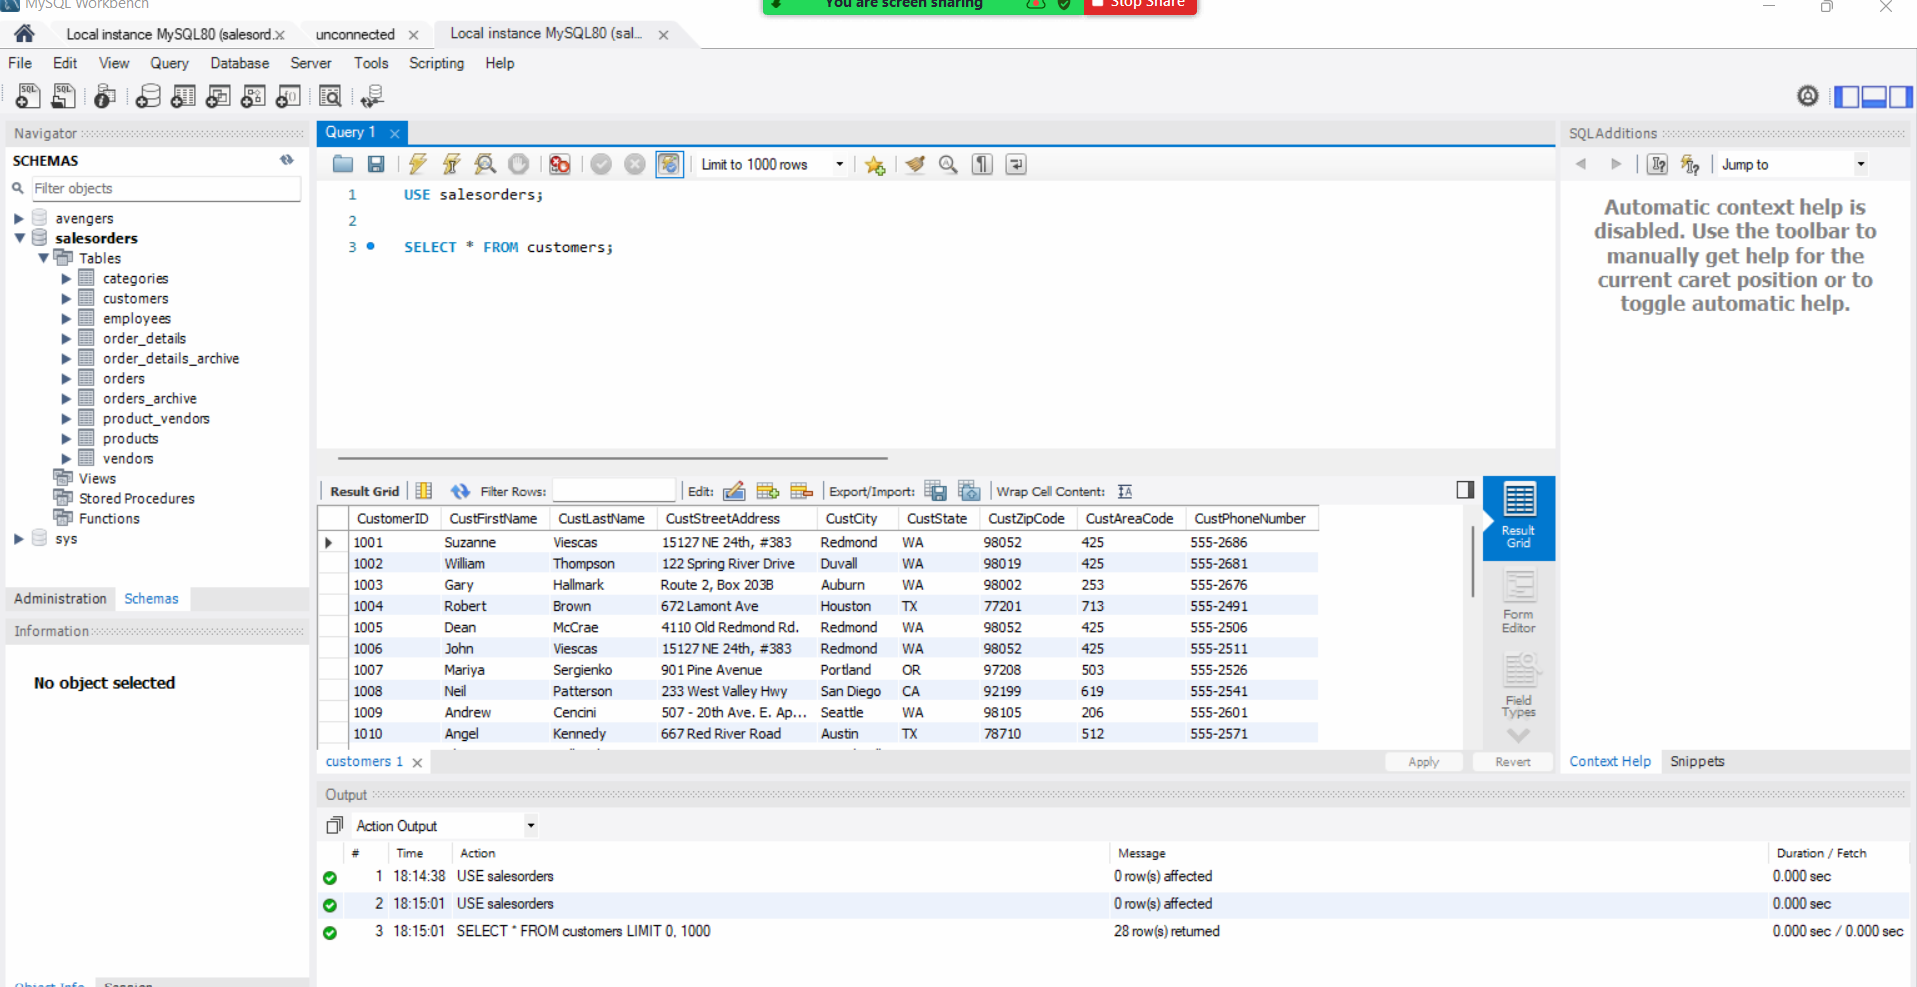 MySQL Workbench
You are screen sharing
Stop Share
Local instance MySQL80 (salesord.x
unconnected
Local instance MySQL80 (sal...
File Edit View Query Database Server Tools Scripting Help
Navigator
SCHEMAS
Filter objects
avengers
salesorders
Tables
categories
customers
employees
order_details
order_details_archive
orders
orders_archive
product_vendors
products
vendors
Views
Stored Procedures
Functions
sys
Administration Schemas
Information
No object selected
Object Info Session
Query 1
Limit to 1000 rows
1 USE salesorders;
2
3 SELECT * FROM customers;
Result Grid Filter Rows: Edit: Export/Import: Wrap Cell Content:
CustomerID CustFirstName CustLastName CustStreetAddress CustCity CustState CustZipCode CustAreaCode CustPhoneNumber
1001 Suzanne Viescas 15127 NE 24th, #383 Redmond WA 98052 425 555-2686
1002 William Thompson 122 Spring River Drive Duvall WA 98019 425 555-2681
1003 Gary Hallmark Route 2, Box 203B Auburn WA 98002 253 555-2676
1004 Robert Brown 672 Lamont Ave Houston TX 77201 713 555-2491
1005 Dean McCrae 4110 Old Redmond Rd. Redmond WA 98052 425 555-2506
1006 John Viescas 15127 NE 24th, #383 Redmond WA 98052 425 555-2511
1007 Mariya Sergienko 901 Pine Avenue Portland OR 97208 503 555-2526
1008 Neil Patterson 233 West Valley Hwy San Diego CA 92199 619 555-2541
1009 Andrew Cencini 507 - 20th Ave. E. Ap... Seattle WA 98105 206 555-2601
1010 Angel Kennedy 667 Red River Road Austin TX 78710 512 555-2571
Result
Grid
Form
Editor
Field
Types
customers 1
Apply Revert
SQLAdditions
Jump to
Automatic context help is
disabled. Use the toolbar to
manually get help for the
current caret position or to
toggle automatic help.
Context Help Snippets
Output
Action Output
# Time Action Message Duration / Fetch
1 18:14:38 USE salesorders 0 row(s) affected 0.000 sec
2 18:15:01 USE salesorders 0 row(s) affected 0.000 sec
3 18:15:01 SELECT * FROM customers LIMIT 0, 1000 28 row(s) returned 0.000 sec / 0.000 sec